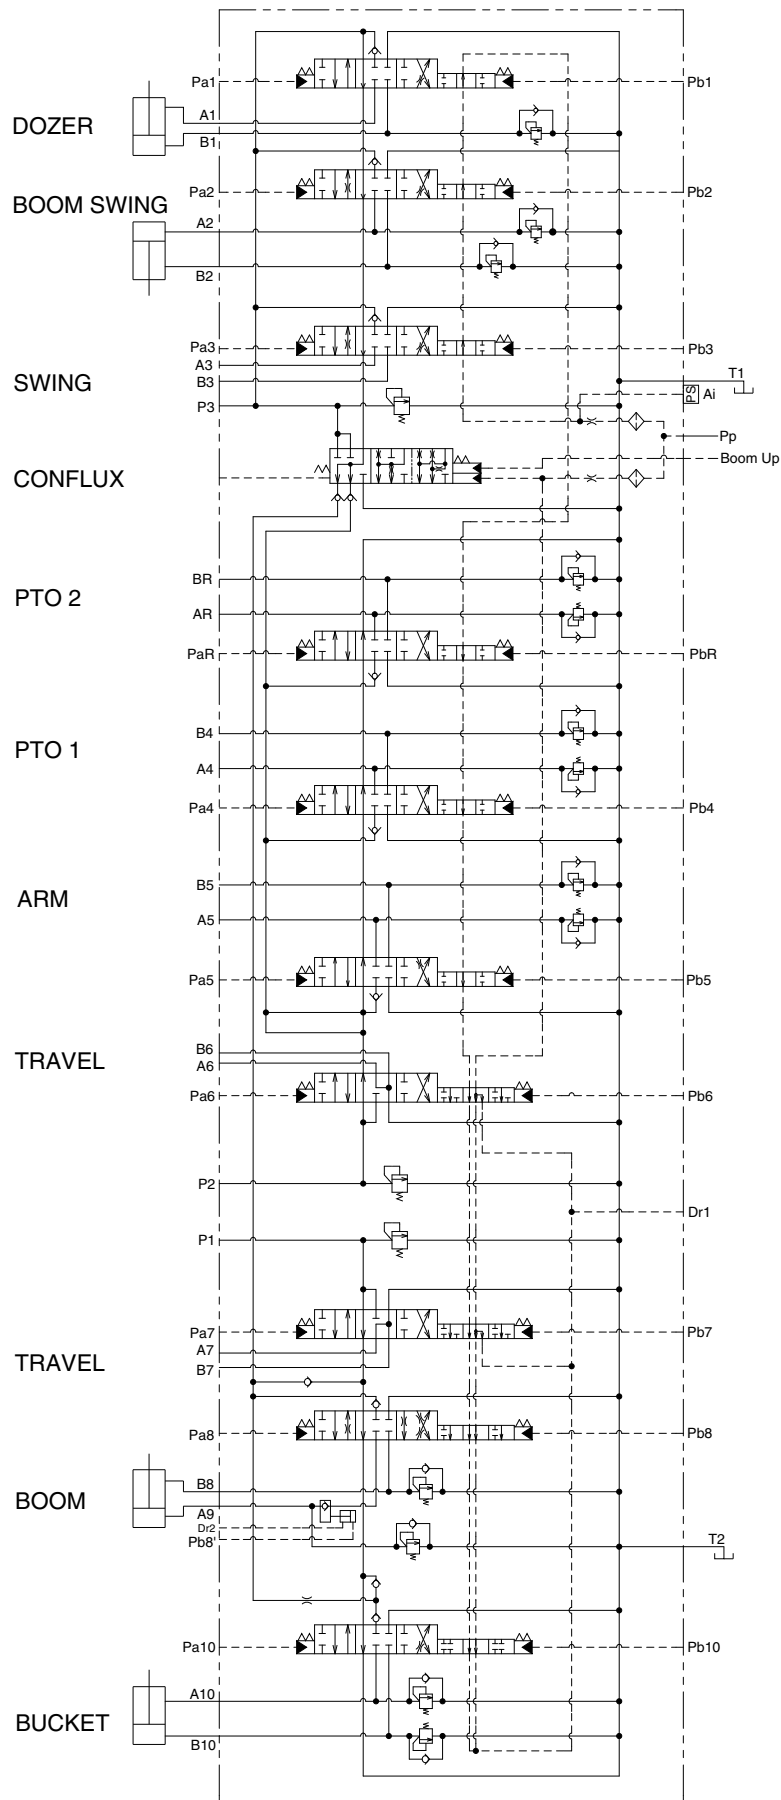 Pa1
Pb1
DOZER
A1
B1
Pa2
Pb2
BOOM SWING
A2
B2
Pa3
Pb3
A3
SWING
B3
T1
PS
Ai
P3
Pp
Boom Up
CONFLUX
BR
PTO 2
AR
PaR
PbR
B4
PTO 1
A4
Pa4
Pb4
B5
ARM
A5
Pa5
Pb5
B6
TRAVEL
A6
Pa6
Pb6
P2
Dr1
P1
Pa7
Pb7
A7
TRAVEL
B7
Pa8
Pb8
B8
BOOM
A9
Dr2
Pb8'
T2
Pa10
Pb10
A10
BUCKET
B10